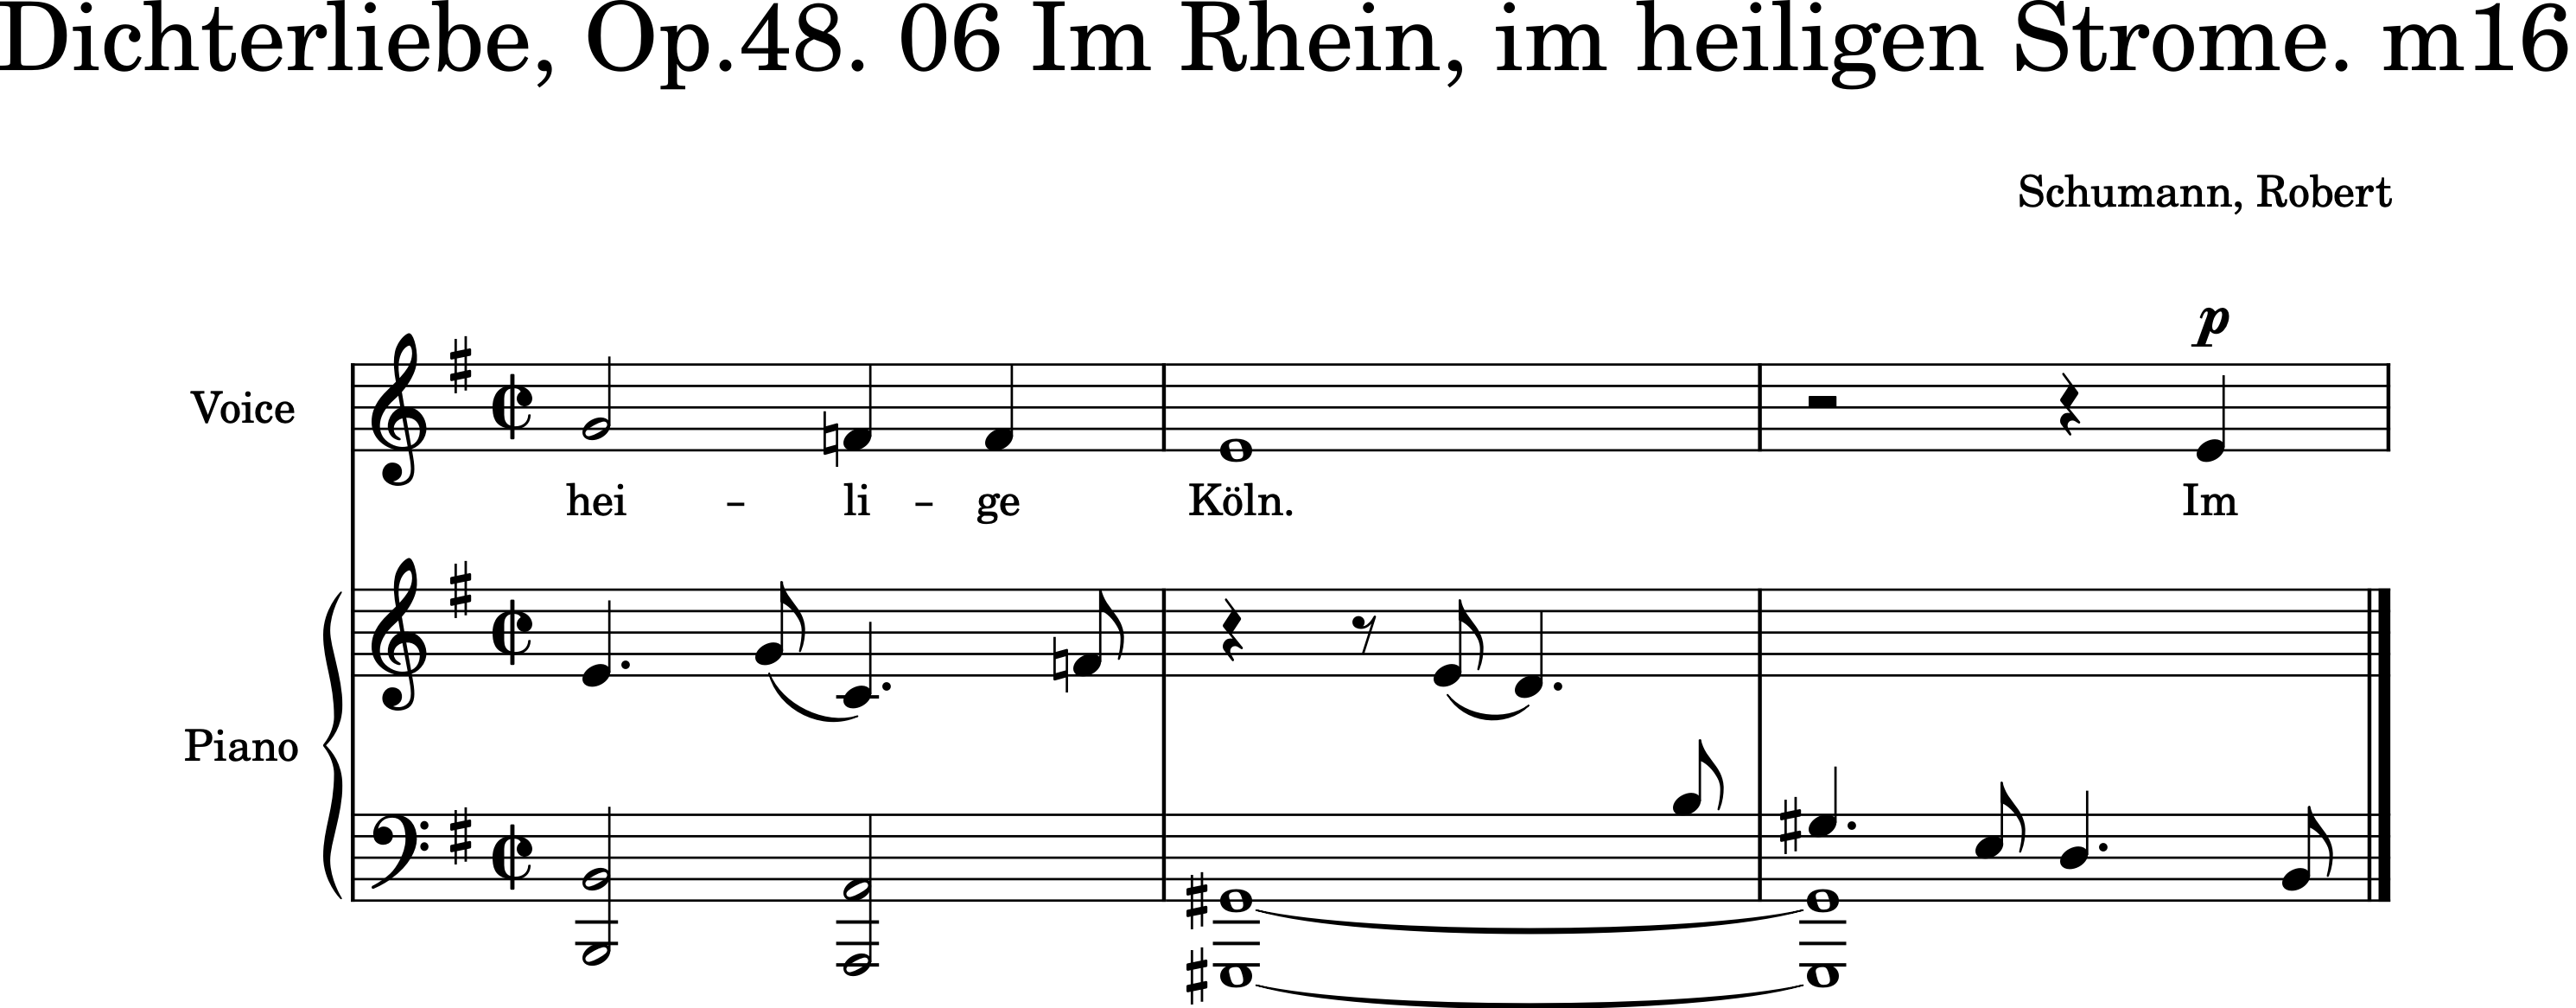 Dichterliebe, Op.48. 06 Im Rhein, im heiligen Strome. m16
Schumann, Robert
p
Voice
hei - li - ge Köln. Im
Piano